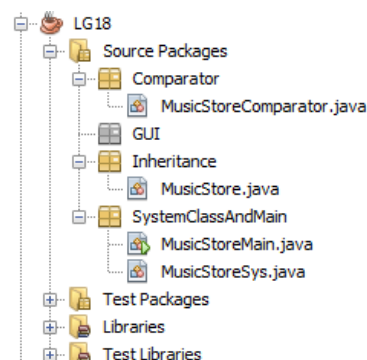 LG18
Source Packages
Comparator
MusicStoreComparator.java
GUI
Inheritance
MusicStore.java
SystemClassAndMain
MusicStoreMain.java
MusicStoreSys.java
Test Packages
Libraries
Test Libraries